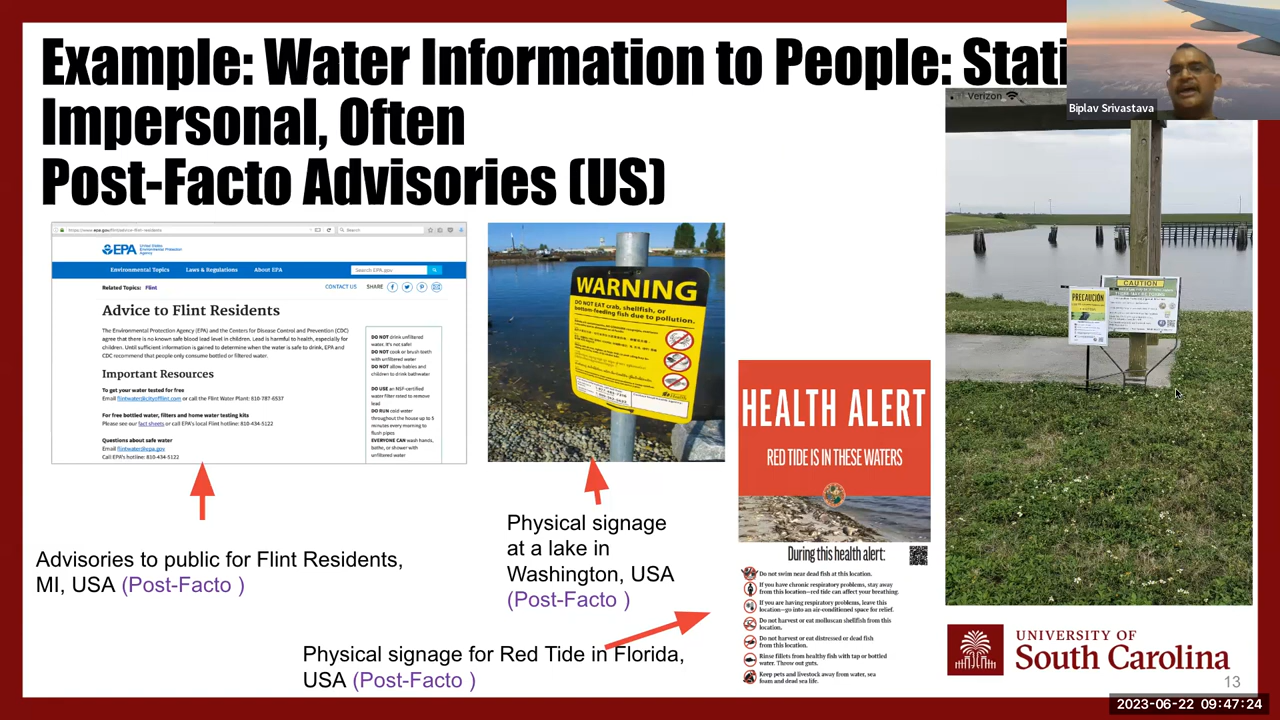 Example: Water Information to People: Stati
Impersonal, Often
Post-Facto Advisories (US)
Biplav Srivastava
Verizon
EPA
United States
Environmental Protection
Agency
Environmental Topics
Laws & Regulations
About EPA
Search EPA.gov
Related Topics: Flint
CONTACT US
SHARE
Advice to Flint Residents
The Environmental Protection Agency (EPA) and the Centers for Disease Control and Prevention (CDC)
agree that there is no known safe blood lead level in children. Lead is harmful to health, especially for
children. Until sufficient information is gained to determine when the water is safe to drink, EPA and
CDC recommend that people only consume bottled or filtered water.
Important Resources
To get your water tested for free
Email flintwater@cityofflint.com or call the Flint Water Plant: 810-787-6537
For free bottled water, filters and home water testing kits
Please see our fact sheets or call EPA's local Flint hotline: 810-434-5122
Questions about safe water
Email flintwater@epa.gov
Call EPA's hotline: 810-434-5122
DO NOT drink unfiltered
water. It's not safe!
DO NOT cook or brush teeth
with unfiltered water
DO NOT allow babies and
children to drink bathwater
DO USE an NSF-certified
water filter rated to remove
lead
DO RUN cold water
throughout the house up to 5
minutes every morning to
flush pipes
EVERYONE CAN wash hands,
bathe, or shower with
unfiltered water
WARNING
DO NOT EAT crab, shellfish, or
bottom-feeding fish due to pollution.
PRECAUCIÓN
CAUTION
HEALTH ALERT
RED TIDE IS IN THESE WATERS
During this health alert:
Do not swim near dead fish at this location.
If you have chronic respiratory problems, stay away
from this location—red tide can affect your breathing.
If you are having respiratory problems, leave this
location—go into an air-conditioned space for relief.
Do not harvest or eat molluscan shellfish from this
location.
Do not harvest or eat distressed or dead fish
from this location.
Rinse fillets from healthy fish with tap or bottled
water. Throw out guts.
Keep pets and livestock away from water, sea
foam and dead sea life.
Advisories to public for Flint Residents,
MI, USA (Post-Facto )
Physical signage
at a lake in
Washington, USA
(Post-Facto )
Physical signage for Red Tide in Florida,
USA (Post-Facto )
UNIVERSITY OF
South Carolina
13
2023-06-22 09:47:24